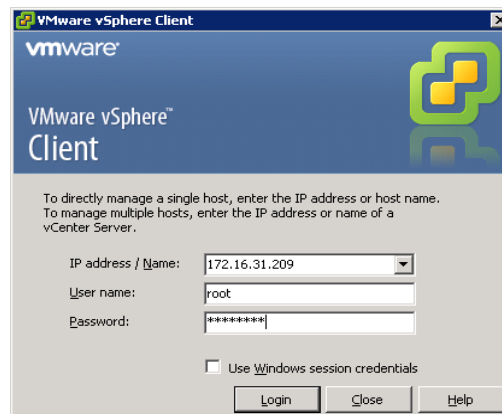 VMware vSphere Client
vmware®
VMware vSphere™
Client
To directly manage a single host, enter the IP address or host name.
To manage multiple hosts, enter the IP address or name of a
vCenter Server.
IP address / Name: 172.16.31.209
User name: root
Password: ********
Use Windows session credentials
Login Close Help